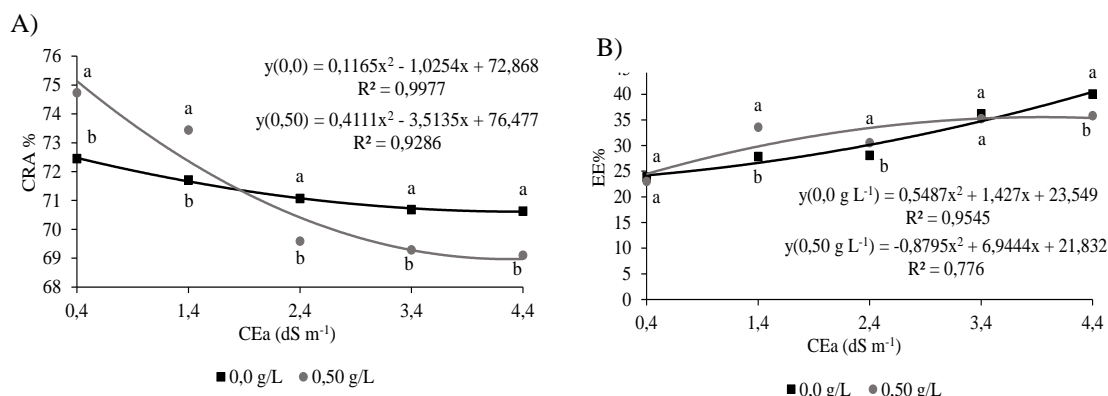 A)
76
75
74
73
72
71
70
69
68
CRA %
a
b
a
b
a
b
a
b
a
b
y(0,0) = 0,1165x² - 1,0254x + 72,868
R² = 0,9977
y(0,50) = 0,4111x² - 3,5135x + 76,477
R² = 0,9286
0,4 1,4 2,4 3,4 4,4
CEa (dS m⁻¹)
0,0 g/L 0,50 g/L
B)
45
40
35
30
25
20
15
10
5
0
EE%
a
a
a
b
a
b
a
a
a
b
y(0,0 g L⁻¹) = 0,5487x² + 1,427x + 23,549
R² = 0,9545
y(0,50 g L⁻¹) = -0,8795x² + 6,9444x + 21,832
R² = 0,776
0,4 1,4 2,4 3,4 4,4
CEa (dS m⁻¹)
0,0 g/L 0,50 g/L